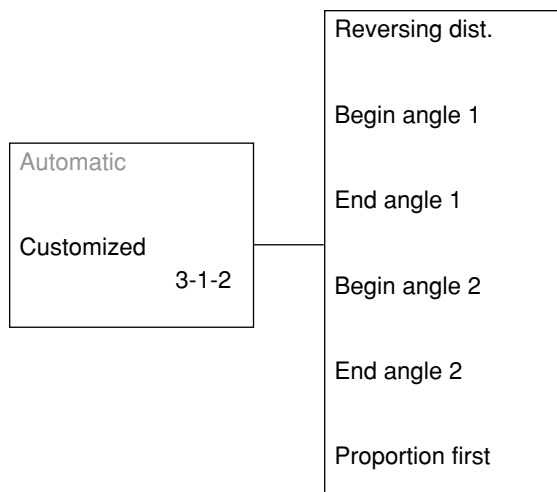 Automatic
Customized
3-1-2
Reversing dist.
Begin angle 1
End angle 1
Begin angle 2
End angle 2
Proportion first